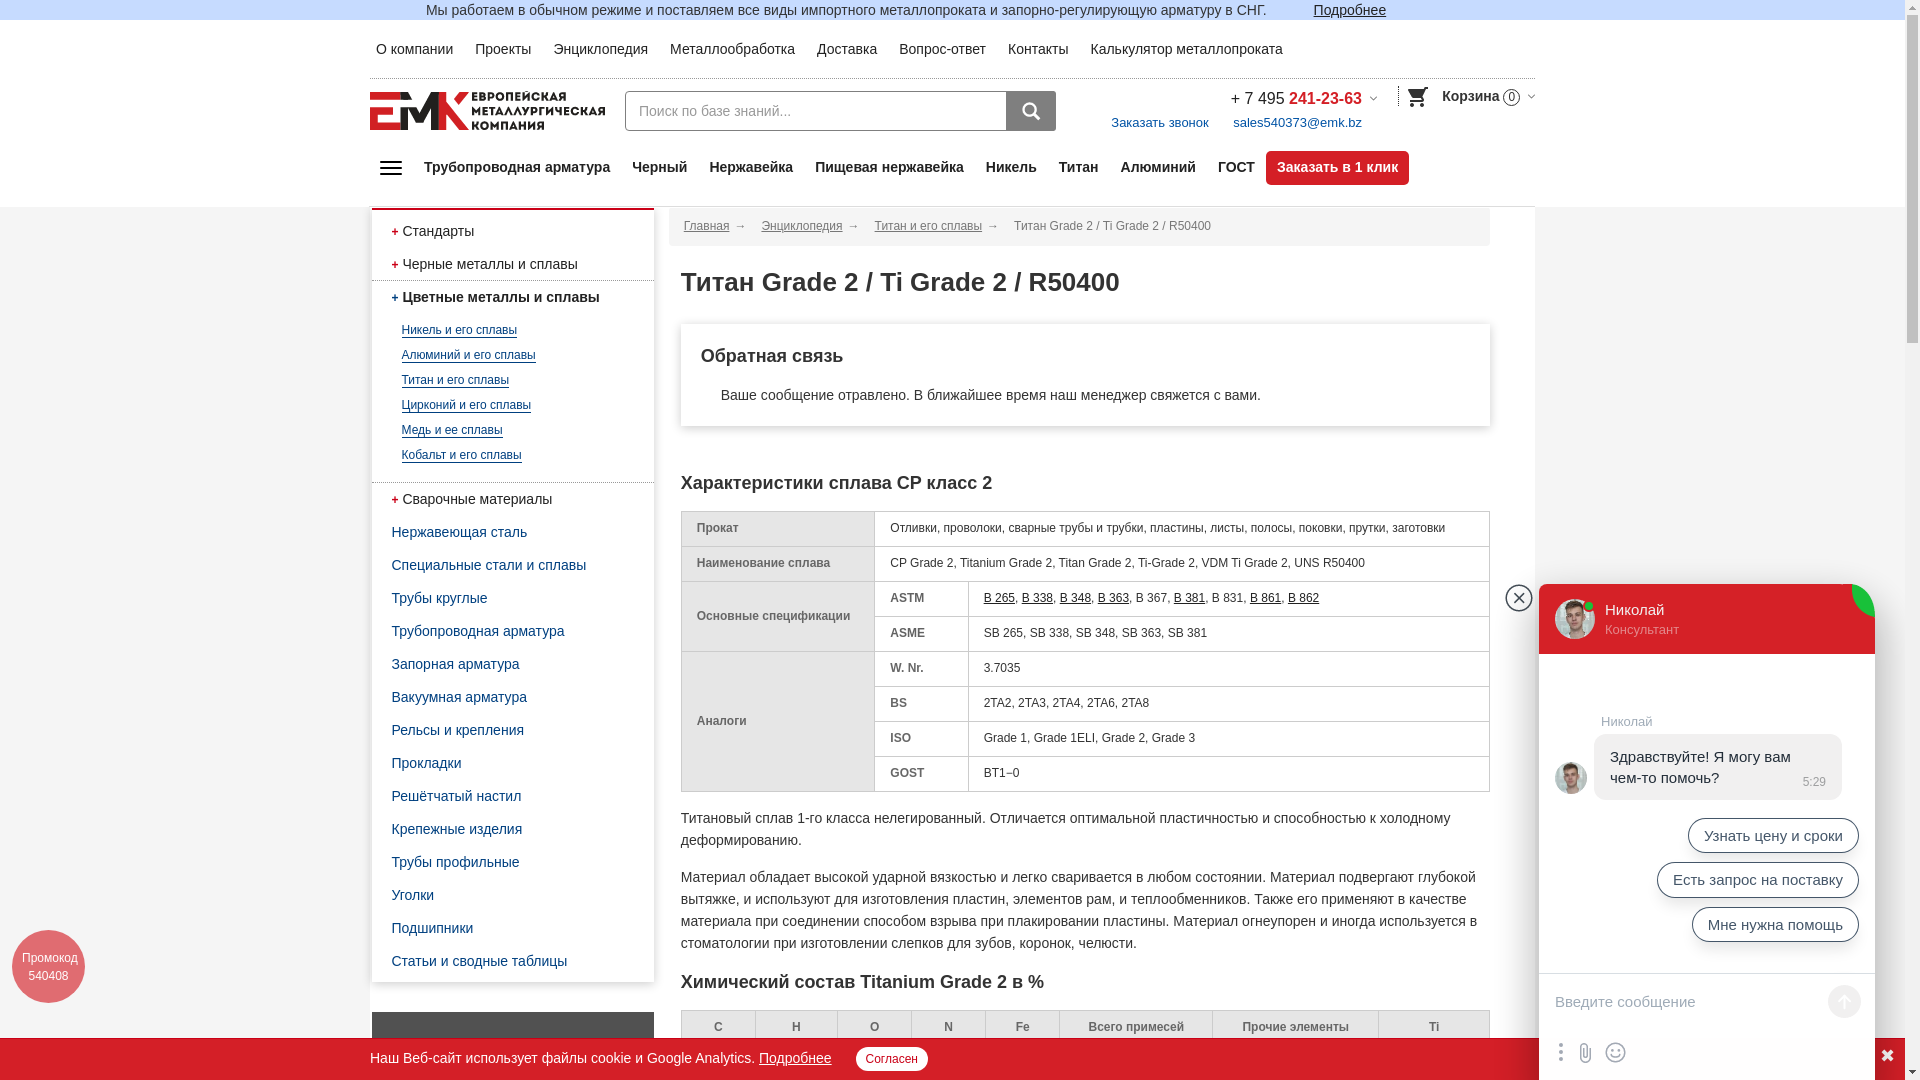 Мы работаем в обычном режиме и поставляем все виды импортного металлопроката и запорно-регулирующую арматуру в СНГ. Подробнее
О компании Проекты Энциклопедия Металлообработка Доставка Вопрос-ответ Контакты Калькулятор металлопроката
ЕМК ЕВРОПЕЙСКАЯ
МЕТАЛЛУРГИЧЕСКАЯ
КОМПАНИЯ
Поиск по базе знаний...
+ 7 495 241-23-63
Заказать звонок sales540373@emk.bz
Корзина 0
Трубопроводная арматура Черный Нержавейка Пищевая нержавейка Никель Титан Алюминий ГОСТ Заказать в 1 клик
+ Стандарты
+ Черные металлы и сплавы
+ Цветные металлы и сплавы
Никель и его сплавы
Алюминий и его сплавы
Титан и его сплавы
Цирконий и его сплавы
Медь и ее сплавы
Кобальт и его сплавы
+ Сварочные материалы
Нержавеющая сталь
Специальные стали и сплавы
Трубы круглые
Трубопроводная арматура
Запорная арматура
Вакуумная арматура
Рельсы и крепления
Прокладки
Решётчатый настил
Крепежные изделия
Трубы профильные
Уголки
Подшипники
Статьи и сводные таблицы
Главная → Энциклопедия → Титан и его сплавы → Титан Grade 2 / Ti Grade 2 / R50400
Титан Grade 2 / Ti Grade 2 / R50400
Обратная связь
Ваше сообщение отравлено. В ближайшее время наш менеджер свяжется с вами.
Характеристики сплава CP класс 2
Прокат Отливки, проволоки, сварные трубы и трубки, пластины, листы, полосы, поковки, прутки, заготовки
Наименование сплава CP Grade 2, Titanium Grade 2, Titan Grade 2, Ti-Grade 2, VDM Ti Grade 2, UNS R50400
Основные спецификации
ASTM B 265, B 338, B 348, B 363, B 367, B 381, B 831, B 861, B 862
ASME SB 265, SB 338, SB 348, SB 363, SB 381
Аналоги
W. Nr. 3.7035
BS 2TA2, 2TA3, 2TA4, 2TA6, 2TA8
ISO Grade 1, Grade 1ELI, Grade 2, Grade 3
GOST ВТ1−0
Титановый сплав 1-го класса нелегированный. Отличается оптимальной пластичностью и способностью к холодному
деформированию.
Материал обладает высокой ударной вязкостью и легко сваривается в любом состоянии. Материал подвергают глубокой
вытяжке, и используют для изготовления пластин, элементов рам, и теплообменников. Также его применяют в качестве
материала при соединении способом взрыва при плакировании пластины. Материал огнеупорен и иногда используется в
стоматологии при изготовлении слепков для зубов, коронок, челюсти.
Химический состав Titanium Grade 2 в %
C H O N Fe Всего примесей Прочие элементы Ti
Промокод
540408
Николай
Консультант
Николай
Здравствуйте! Я могу вам
чем-то помочь? 5:29
Узнать цену и сроки
Есть запрос на поставку
Мне нужна помощь
Введите сообщение
Наш Веб-сайт использует файлы cookie и Google Analytics. Подробнее Согласен